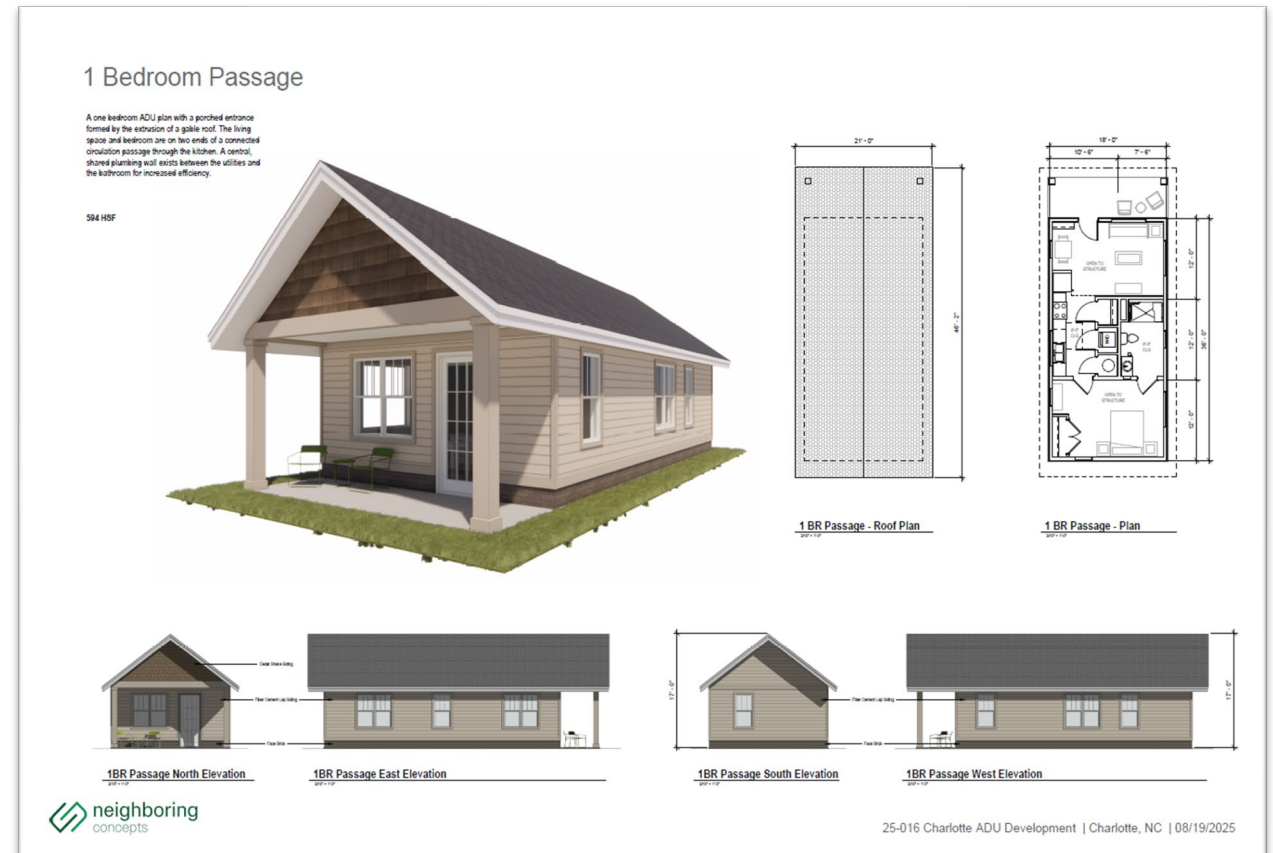 1 Bedroom Passage
A one bedroom ADU plan with a porched entrance
formed by the extrusion of a gable roof. The living
space and bedroom are on two ends of a connected
circulation passage through the kitchen. A central,
shared plumbing wall exists between the utilities and
the bathroom for increased efficiency.
594 HSF
21' - 0"
46' - 2"
1 BR Passage - Roof Plan
18' - 0"
10' - 6"
7' - 6"
OPEN TO
STRUCTURE
12' - 0"
12' - 0"
36' - 0"
OPEN TO
STRUCTURE
12' - 0"
1 BR Passage - Plan
Cedar Shake Siding
Fiber Cement Lap Siding
Face Brick
1BR Passage North Elevation
1BR Passage East Elevation
17' - 0"
Fiber Cement Lap Siding
Face Brick
17' - 0"
1BR Passage South Elevation
1BR Passage West Elevation
neighboring
concepts
25-016 Charlotte ADU Development | Charlotte, NC | 08/19/2025